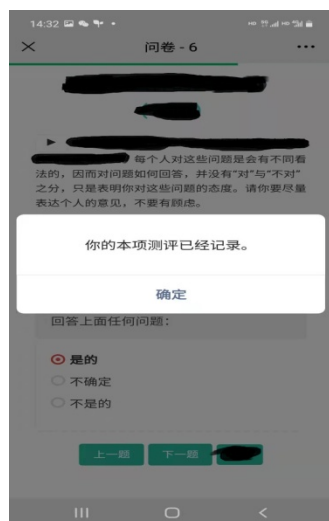 14:32
问卷 - 6
每个人对这些问题是会有不同看
法的，因而对问题如何回答，并没有“对”与“不对”
之分，只是表明你对这些问题的态度。请你要尽量
表达个人的意见，不要有顾虑。
你的本项测评已经记录。
确定
回答上面任何问题：
是的
不确定
不是的
上一题 下一题